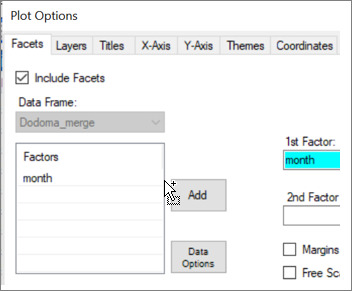 Plot Options
Facets Layers Titles X-Axis Y-Axis Themes Coordinates
Include Facets
Data Frame:
Dodoma_merge
Factors
month
Add
Data
Options
1st Factor:
month
2nd Factor
Margins
Free Sca